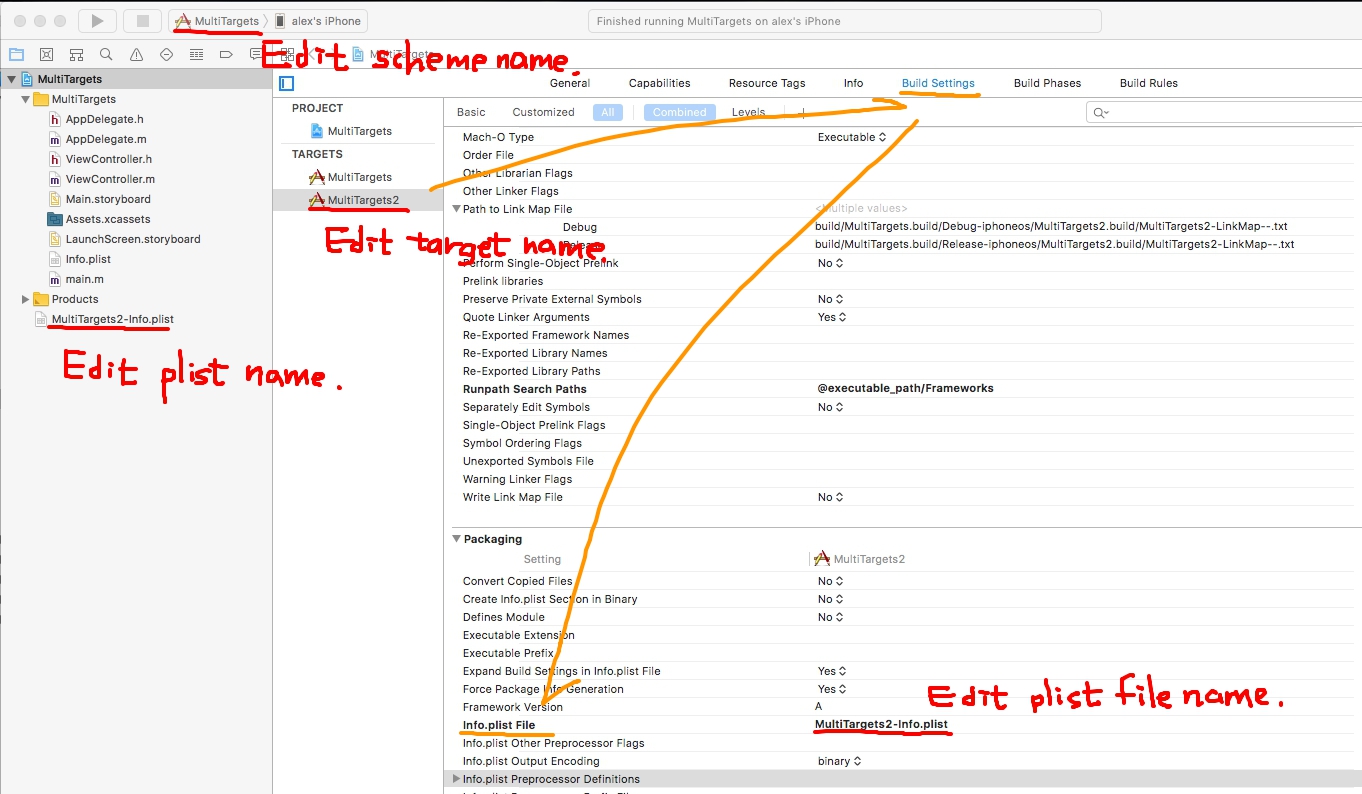 MultiTargets alex's iPhone
Finished running MultiTargets on alex's iPhone
Edit scheme name.
MultiTargets
MultiTargets
General Capabilities Resource Tags Info Build Settings Build Phases Build Rules
PROJECT
MultiTargets
TARGETS
MultiTargets
MultiTargets2
Edit target name.
Basic Customized All Combined Levels +
MultiTargets
AppDelegate.h
AppDelegate.m
ViewController.h
ViewController.m
Main.storyboard
Assets.xcassets
LaunchScreen.storyboard
Info.plist
main.m
Products
MultiTargets2-Info.plist
Edit plist name.
Mach-O Type Executable
Order File
Other Librarian Flags
Other Linker Flags
Path to Link Map File <Multiple values>
Debug build/MultiTargets.build/Debug-iphoneos/MultiTargets2.build/MultiTargets2-LinkMap--.txt
Release build/MultiTargets.build/Release-iphoneos/MultiTargets2.build/MultiTargets2-LinkMap--.txt
Perform Single-Object Prelink No
Prelink libraries
Preserve Private External Symbols No
Quote Linker Arguments Yes
Re-Exported Framework Names
Re-Exported Library Names
Re-Exported Library Paths
Runpath Search Paths @executable_path/Frameworks
Separately Edit Symbols No
Single-Object Prelink Flags
Symbol Ordering Flags
Unexported Symbols File
Warning Linker Flags
Write Link Map File No
Packaging
Setting MultiTargets2
Convert Copied Files No
Create Info.plist Section in Binary No
Defines Module No
Executable Extension
Executable Prefix
Expand Build Settings in Info.plist File Yes
Force Package Info Generation Yes
Framework Version A
Edit plist file name.
Info.plist File MultiTargets2-Info.plist
Info.plist Other Preprocessor Flags
Info.plist Output Encoding binary
Info.plist Preprocessor Definitions